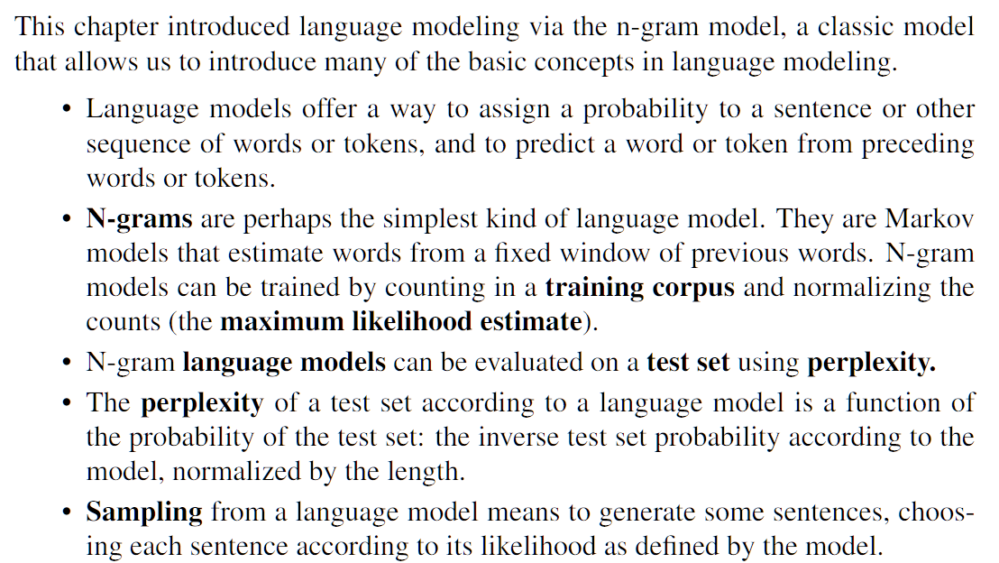 This chapter introduced language modeling via the n-gram model, a classic model
that allows us to introduce many of the basic concepts in language modeling.
• Language models offer a way to assign a probability to a sentence or other
sequence of words or tokens, and to predict a word or token from preceding
words or tokens.
• N-grams are perhaps the simplest kind of language model. They are Markov
models that estimate words from a fixed window of previous words. N-gram
models can be trained by counting in a training corpus and normalizing the
counts (the maximum likelihood estimate).
• N-gram language models can be evaluated on a test set using perplexity.
• The perplexity of a test set according to a language model is a function of
the probability of the test set: the inverse test set probability according to the
model, normalized by the length.
• Sampling from a language model means to generate some sentences, choos-
ing each sentence according to its likelihood as defined by the model.